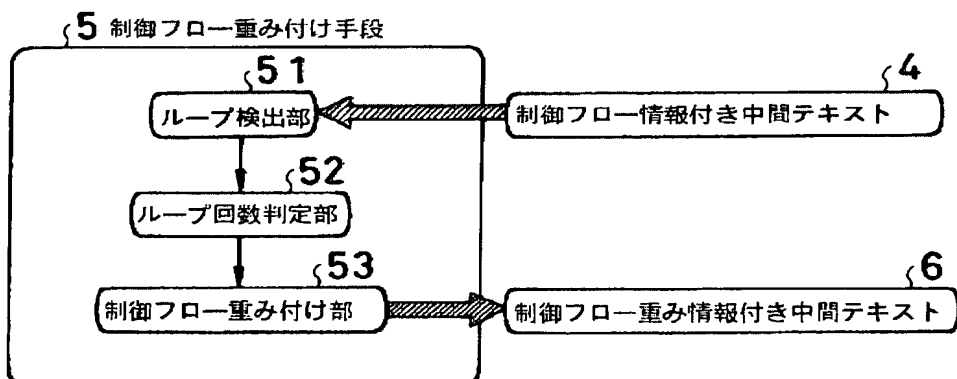 5 制御フロー重み付け手段
51
ループ検出部
4
制御フロー情報付き中間テキスト
52
ループ回数判定部
53
制御フロー重み付け部
6
制御フロー重み情報付き中間テキスト